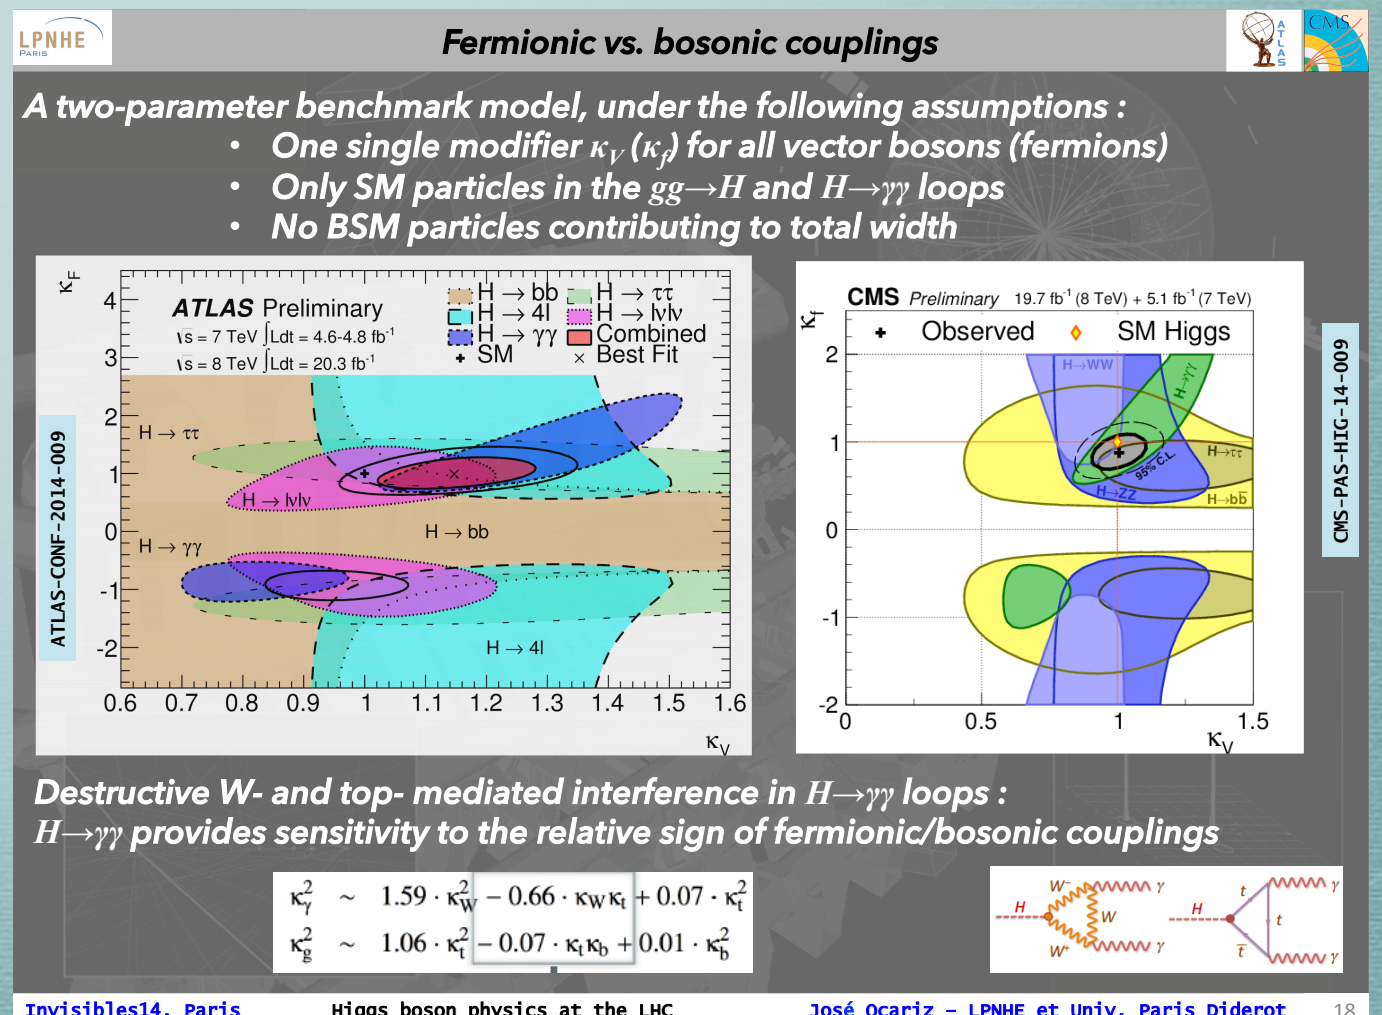 LPNHE
PARIS
Fermionic vs. bosonic couplings
ATLAS
CMS
A two-parameter benchmark model, under the following assumptions :
• One single modifier κV (κf) for all vector bosons (fermions)
• Only SM particles in the gg→H and H→γγ loops
• No BSM particles contributing to total width
κF
ATLAS Preliminary
√s = 7 TeV ∫Ldt = 4.6-4.8 fb-1
√s = 8 TeV ∫Ldt = 20.3 fb-1
H → bb H → ττ
H → 4l H → lνlν
H → γγ Combined
SM Best Fit
4
3
2
1
0
-1
-2
H → ττ
H → lνlν
H → bb
H → γγ
H → 4l
0.6 0.7 0.8 0.9 1 1.1 1.2 1.3 1.4 1.5 1.6
κV
ATLAS-CONF-2014-009
CMS Preliminary 19.7 fb-1 (8 TeV) + 5.1 fb-1 (7 TeV)
κf
Observed SM Higgs
2
1
0
-1
-2
H→WW
H→γγ
H→ττ
95% C.L.
H→ZZ
H→bb̄
0 0.5 1 1.5
κV
CMS-PAS-HIG-14-009
Destructive W- and top- mediated interference in H→γγ loops :
H→γγ provides sensitivity to the relative sign of fermionic/bosonic couplings
κγ² ~ 1.59 · κW² − 0.66 · κWκt + 0.07 · κt²
κg² ~ 1.06 · κt² − 0.07 · κtκb + 0.01 · κb²
H W- W W+ γ γ
H t t t̄ γ γ
Invisibles14, Paris Higgs boson physics at the LHC José Ocariz – LPNHE et Univ. Paris Diderot 18